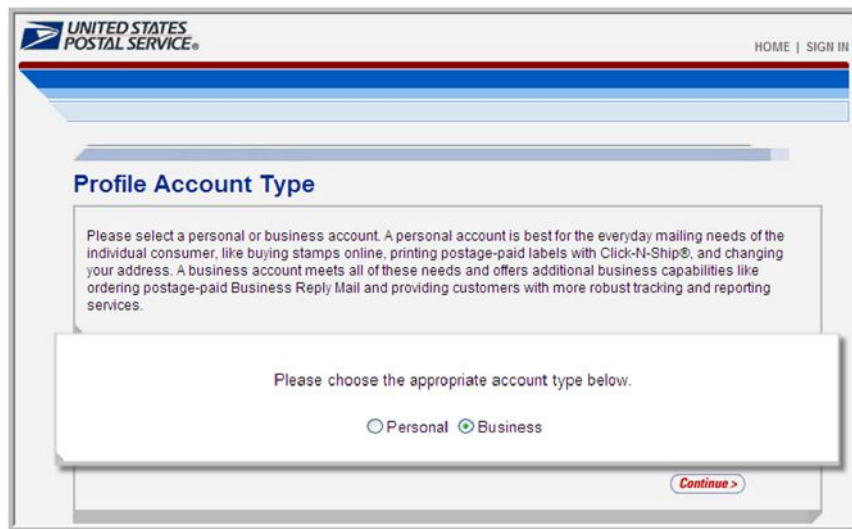 UNITED STATES
POSTAL SERVICE®
HOME | SIGN IN
Profile Account Type
Please select a personal or business account. A personal account is best for the everyday mailing needs of the
individual consumer, like buying stamps online, printing postage-paid labels with Click-N-Ship®, and changing
your address. A business account meets all of these needs and offers additional business capabilities like
ordering postage-paid Business Reply Mail and providing customers with more robust tracking and reporting
services.
Please choose the appropriate account type below.
Personal Business
Continue >